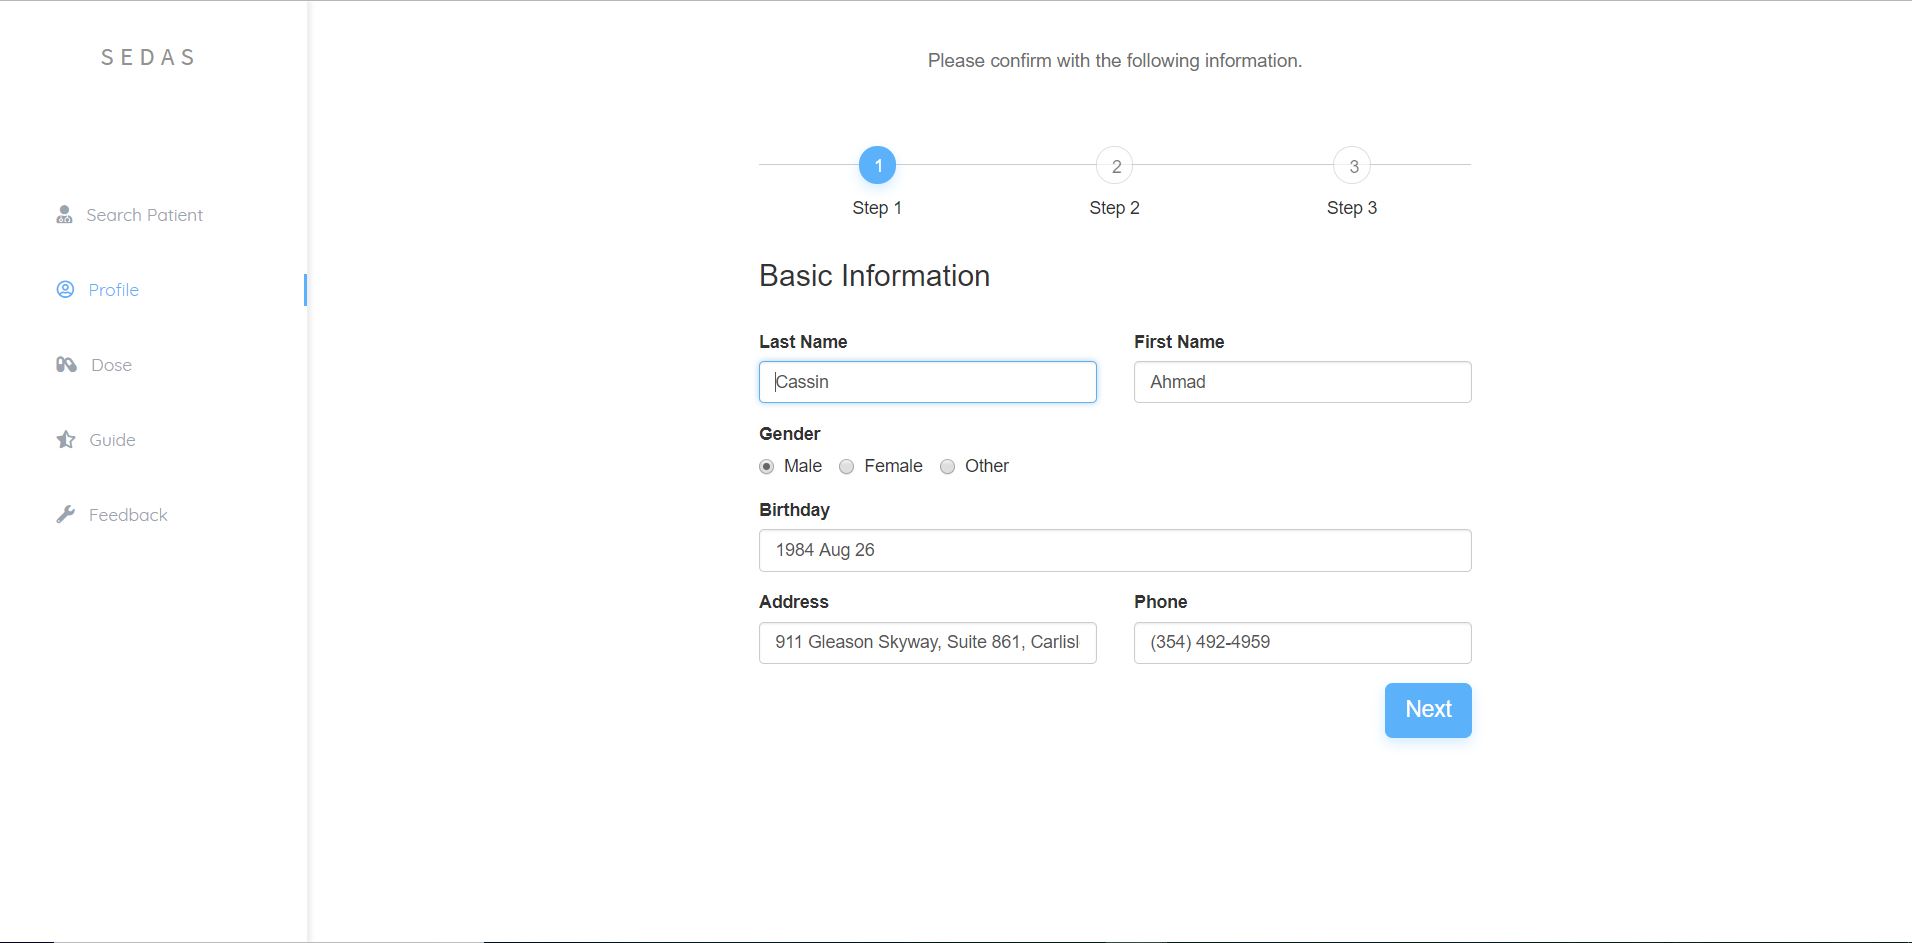 SEDAS
Search Patient
Profile
Dose
Guide
Feedback
Please confirm with the following information.
1 2 3
Step 1 Step 2 Step 3
Basic Information
Last Name First Name
Cassin Ahmad
Gender
Male Female Other
Birthday
1984 Aug 26
Address Phone
911 Gleason Skyway, Suite 861, Carlisl (354) 492-4959
Next